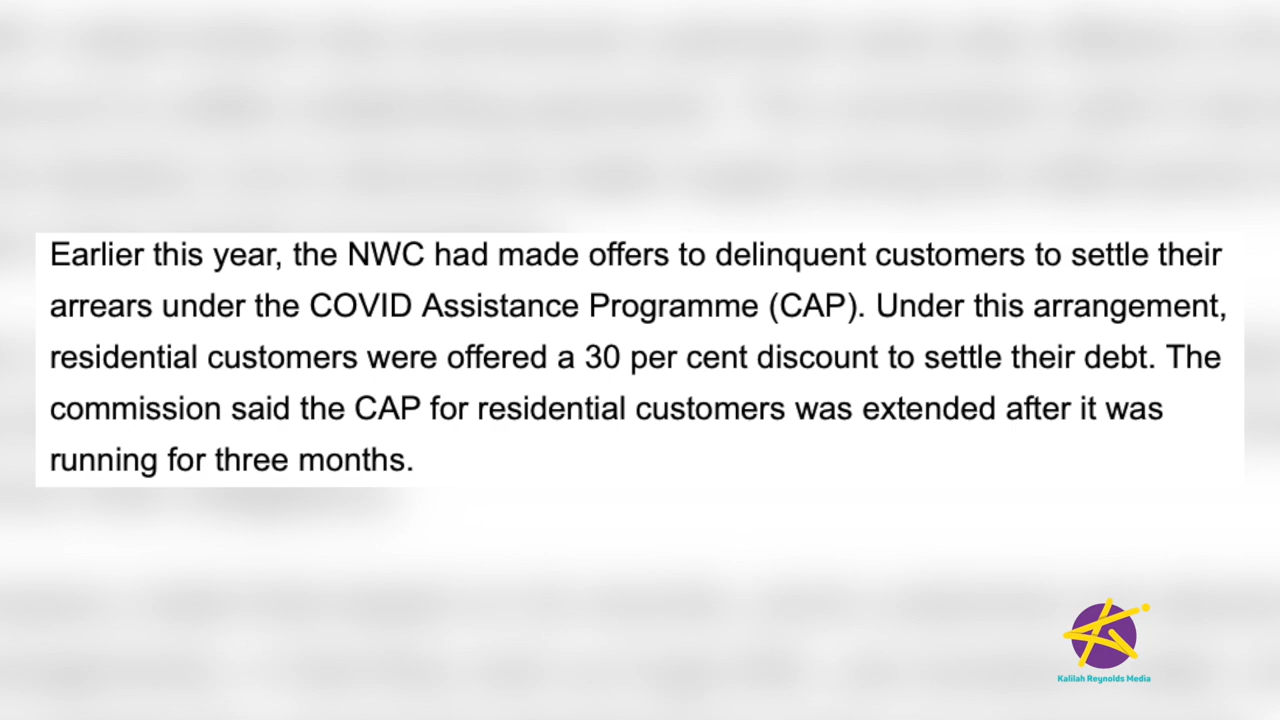 Earlier this year, the NWC had made offers to delinquent customers to settle their
arrears under the COVID Assistance Programme (CAP). Under this arrangement,
residential customers were offered a 30 per cent discount to settle their debt. The
commission said the CAP for residential customers was extended after it was
running for three months.
Kalilah Reynolds Media